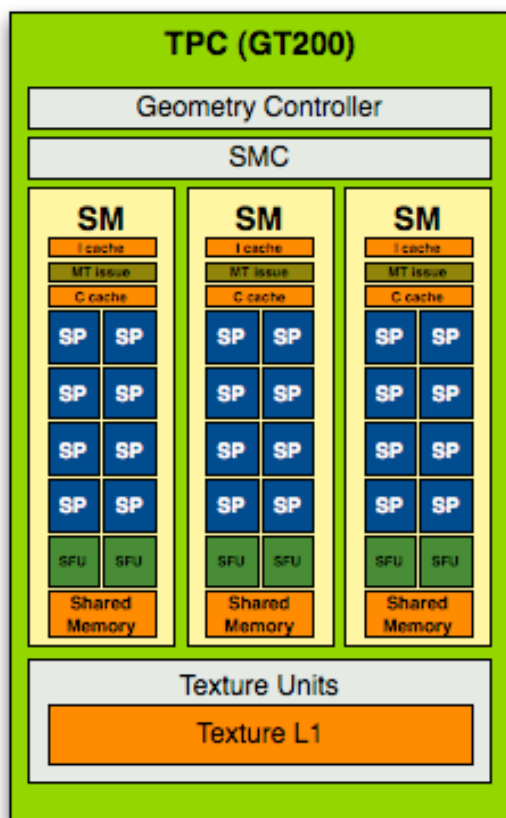 TPC (GT200)
Geometry Controller
SMC
SM SM SM
I cache I cache I cache
MT issue MT issue MT issue
C cache C cache C cache
SP SP SP SP SP SP
SP SP SP SP SP SP
SP SP SP SP SP SP
SP SP SP SP SP SP
SFU SFU SFU SFU SFU SFU
Shared Shared Shared
Memory Memory Memory
Texture Units
Texture L1